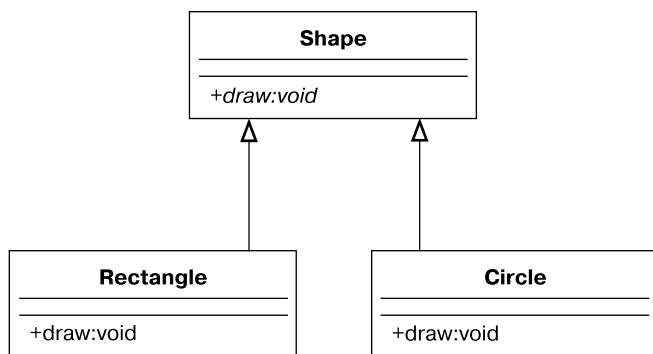 Shape
+draw:void
Rectangle
+draw:void
Circle
+draw:void